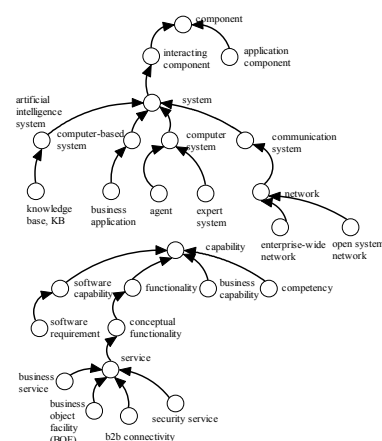 component
interacting
component
application
component
artificial
intelligence
system
system
computer-based
system
computer
system
communication
system
knowledge
base, KB
business
application
agent
expert
system
network
enterprise-wide
network
open system
network
capability
software
capability
functionality
business
capability
competency
software
requirement
conceptual
functionality
service
business
service
business
object
facility
(BOF)
b2b connectivity
security service